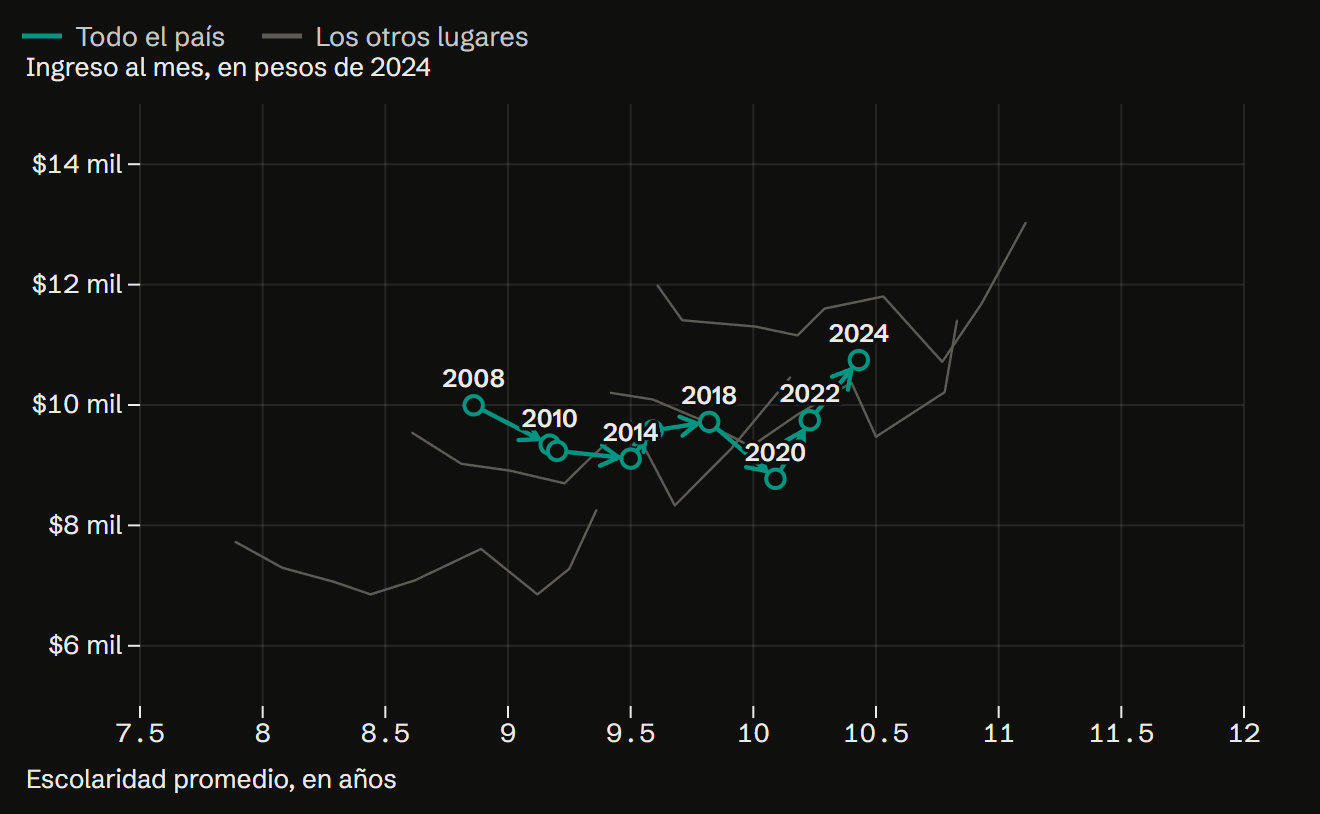 Todo el país Los otros lugares
Ingreso al mes, en pesos de 2024
$14 mil
$12 mil
2024
2008
2018
2022
$10 mil
2010
2014
2020
$8 mil
$6 mil
7.5 8 8.5 9 9.5 10 10.5 11 11.5 12
Escolaridad promedio, en años